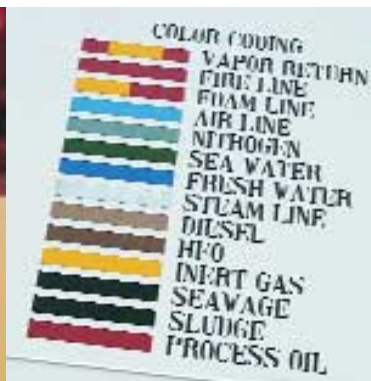 COLOR CODING
VAPOR RETURN
FIRE LINE
FOAM LINE
AIR LINE
NITROGEN
SEA WATER
FRESH WATER
STEAM LINE
DIESEL
HFO
INERT GAS
SEAWAGE
SLUDGE
PROCESS OIL